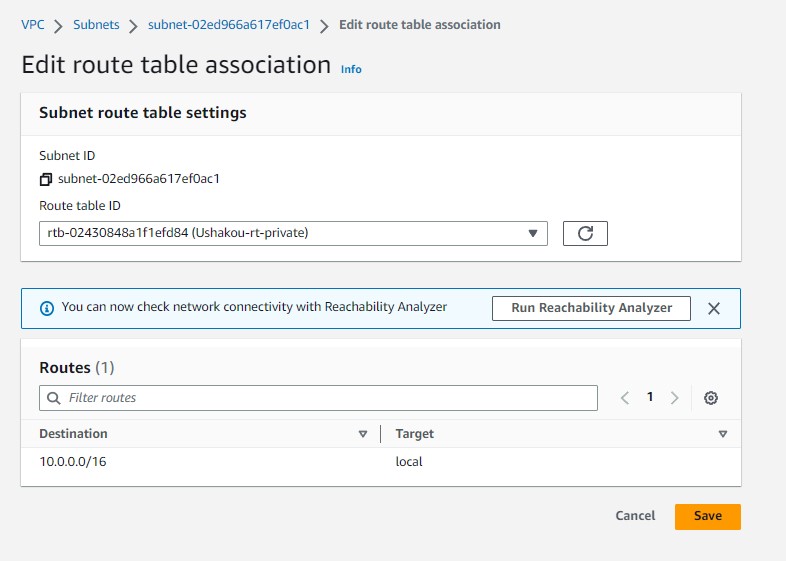 VPC > Subnets > subnet-02ed966a617ef0ac1 > Edit route table association
Edit route table association Info
Subnet route table settings
Subnet ID
subnet-02ed966a617ef0ac1
Route table ID
rtb-02430848a1f1efd84 (Ushakou-rt-private)
You can now check network connectivity with Reachability Analyzer Run Reachability Analyzer
Routes (1)
Filter routes 1
Destination Target
10.0.0.0/16 local
Cancel Save